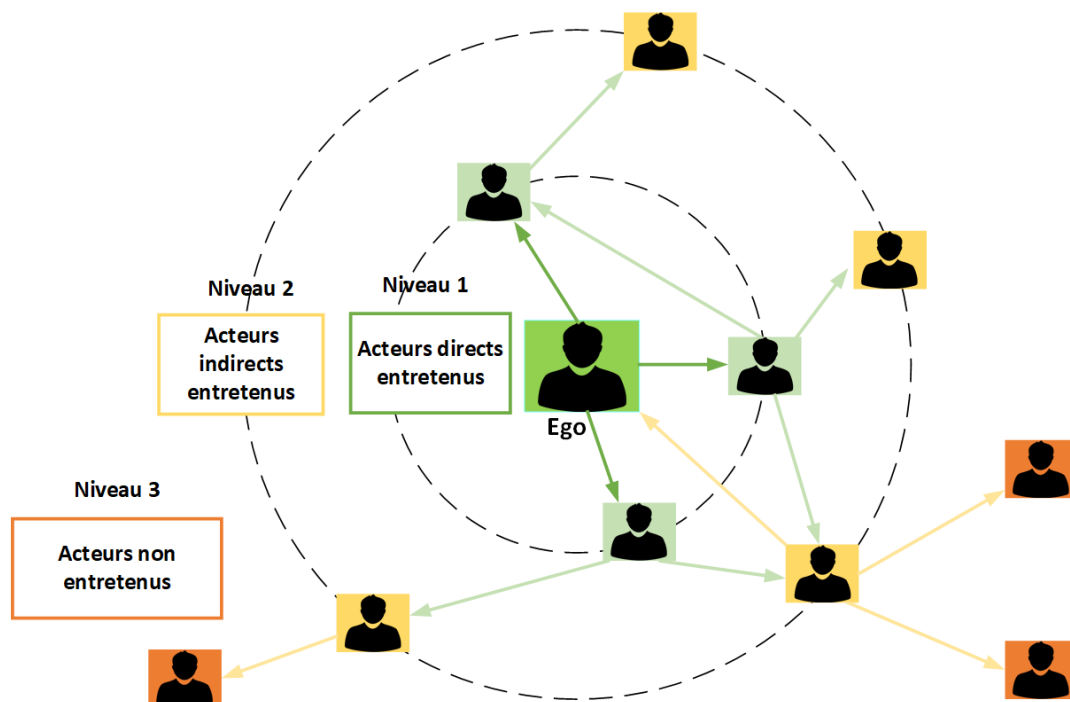 Niveau 2
Niveau 1
Acteurs
indirects
entretenus
Acteurs directs
entretenus
Ego
Niveau 3
Acteurs non
entretenus